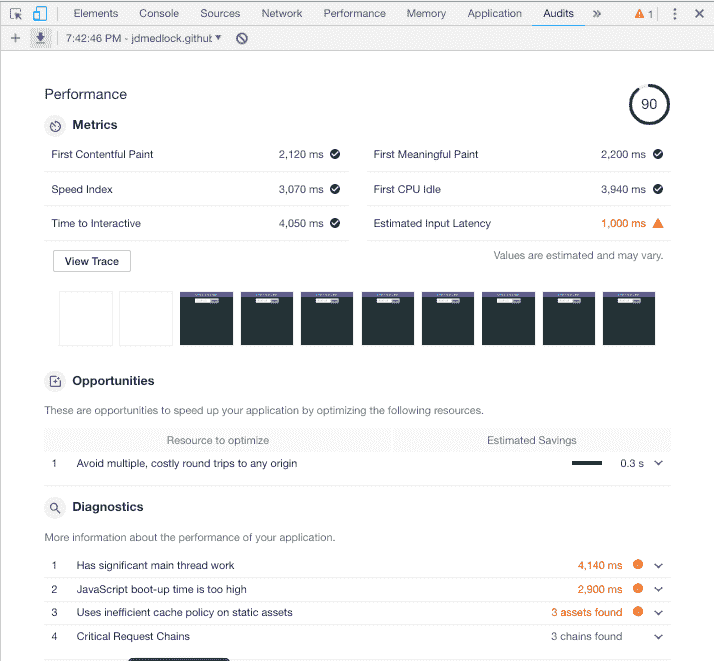 Elements Console Sources Network Performance Memory Application Audits » 1
7:42:46 PM - jdmedlock.github
Performance
90
Metrics
First Contentful Paint 2,120 ms First Meaningful Paint 2,200 ms
Speed Index 3,070 ms First CPU Idle 3,940 ms
Time to Interactive 4,050 ms Estimated Input Latency 1,000 ms
View Trace Values are estimated and may vary.
Opportunities
These are opportunities to speed up your application by optimizing the following resources.
Resource to optimize Estimated Savings
1 Avoid multiple, costly round trips to any origin 0.3 s
Diagnostics
More information about the performance of your application.
1 Has significant main thread work 4,140 ms
2 JavaScript boot-up time is too high 2,900 ms
3 Uses inefficient cache policy on static assets 3 assets found
4 Critical Request Chains 3 chains found